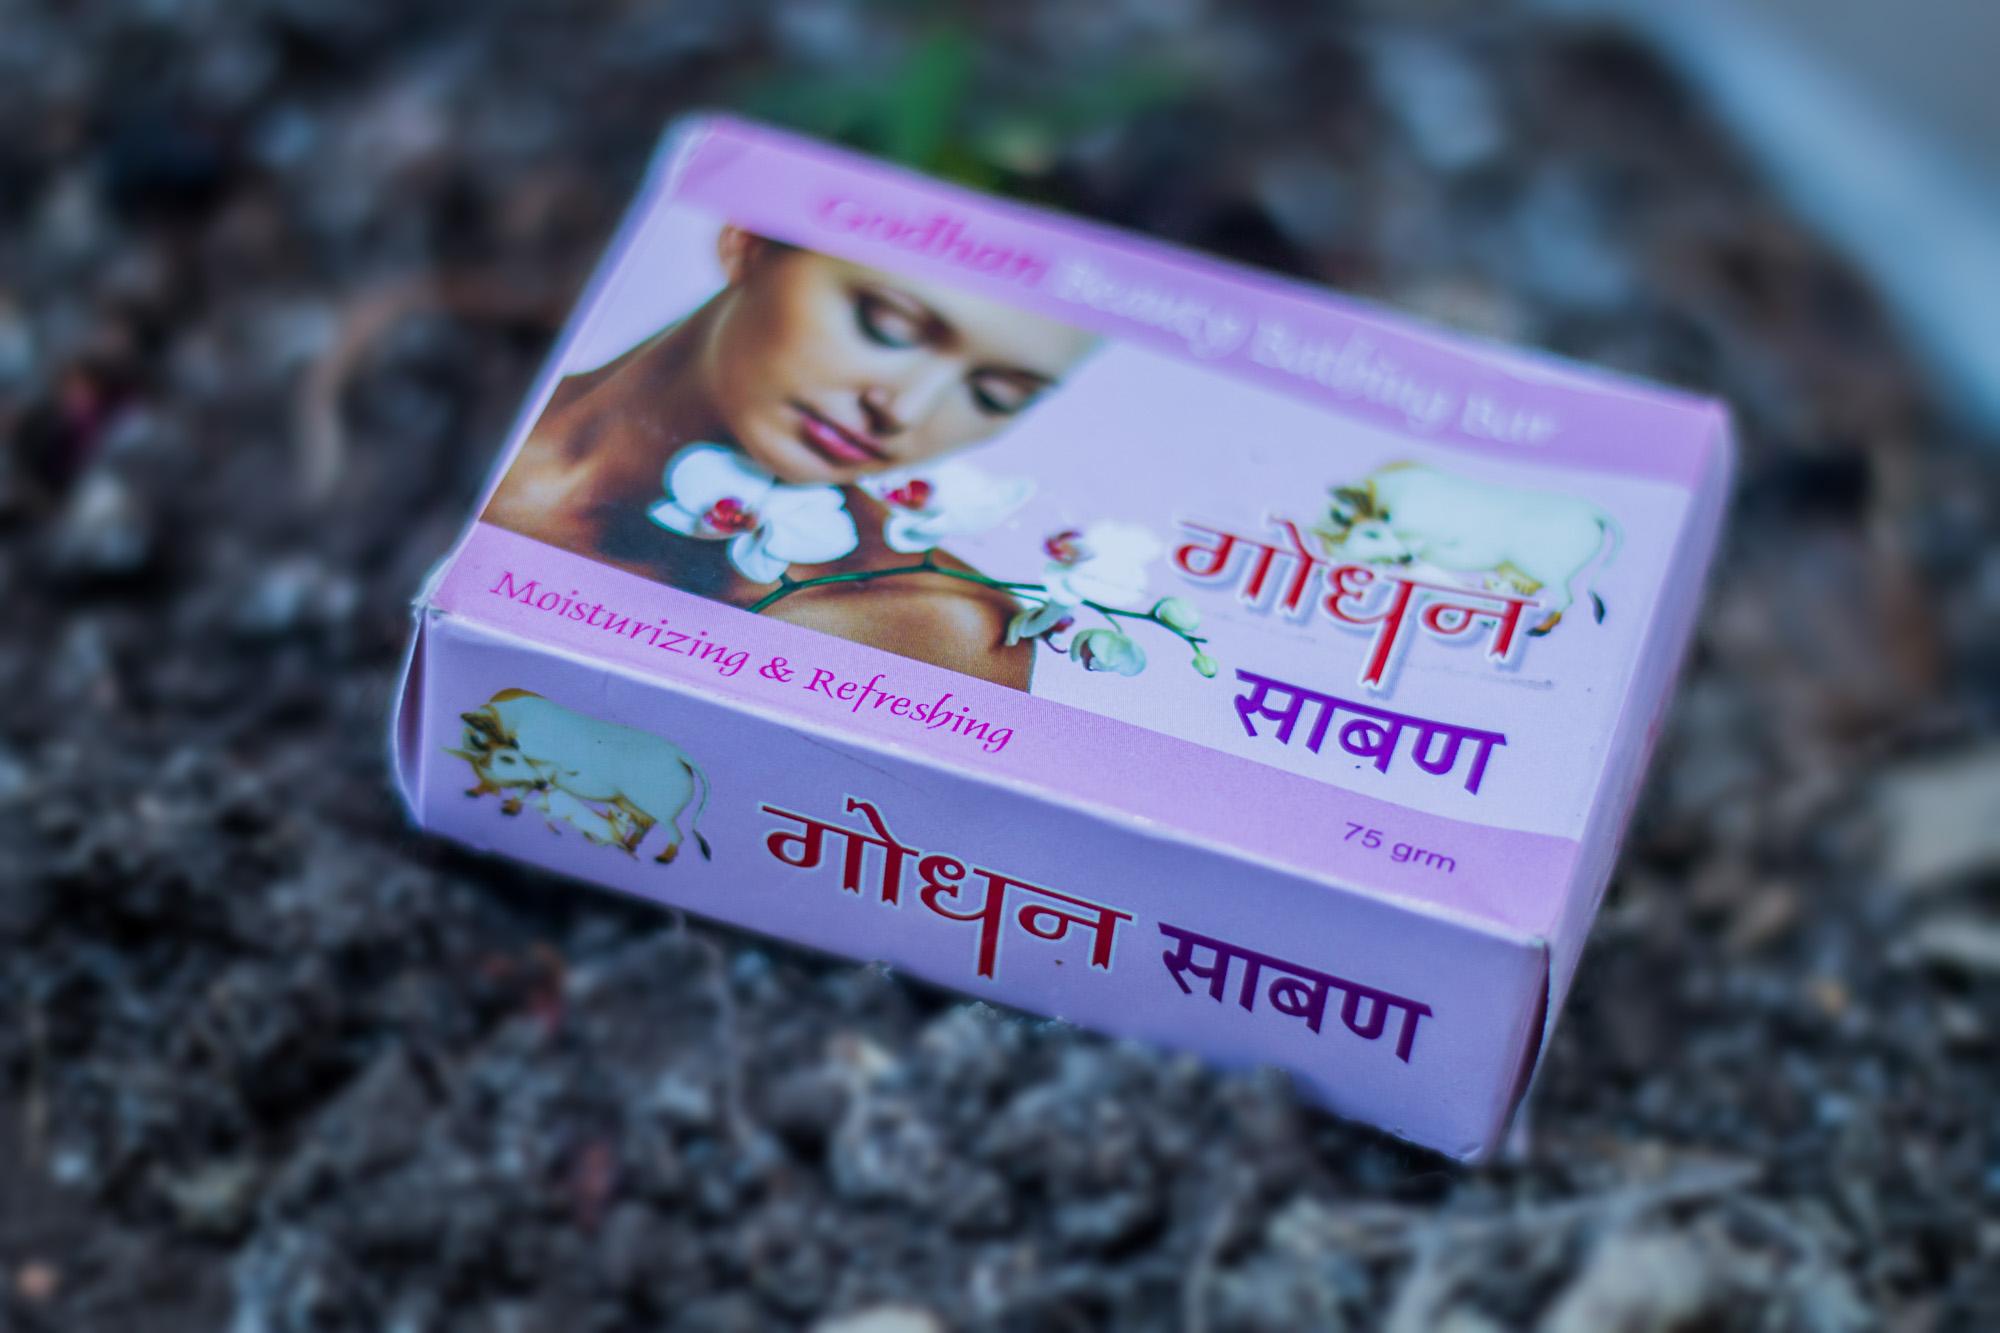 Godhan Beauty Bathing Bar
गोधन
साबण
Moisturizing & Refreshing
75 grm
गोधन साबण